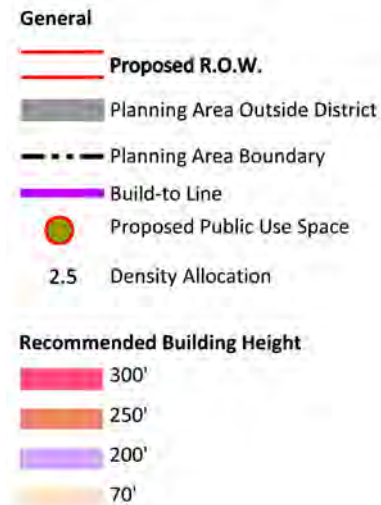 General
Proposed R.O.W.
Planning Area Outside District
Planning Area Boundary
Build-to Line
Proposed Public Use Space
2.5 Density Allocation
Recommended Building Height
300'
250'
200'
70'